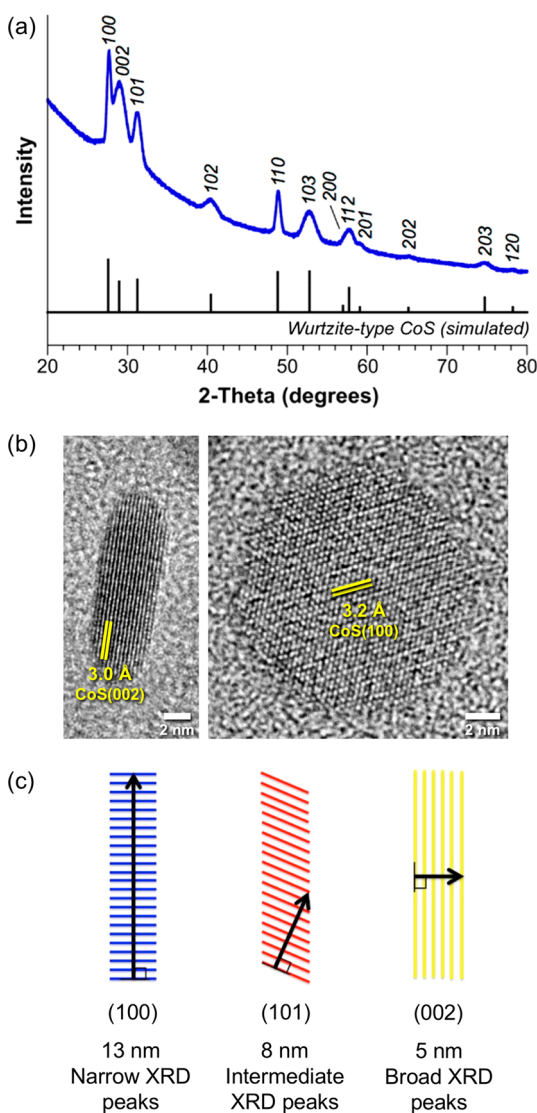 (a)
100
002
101
102
110
103
200
112
201
202
203
120
Intensity
Wurtzite-type CoS (simulated)
20 30 40 50 60 70 80
2-Theta (degrees)
(b)
3.0 Å
CoS(002)
2 nm
3.2 Å
CoS(100)
2 nm
(c)
(100) (101) (002)
13 nm 8 nm 5 nm
Narrow XRD Intermediate Broad XRD
peaks XRD peaks peaks